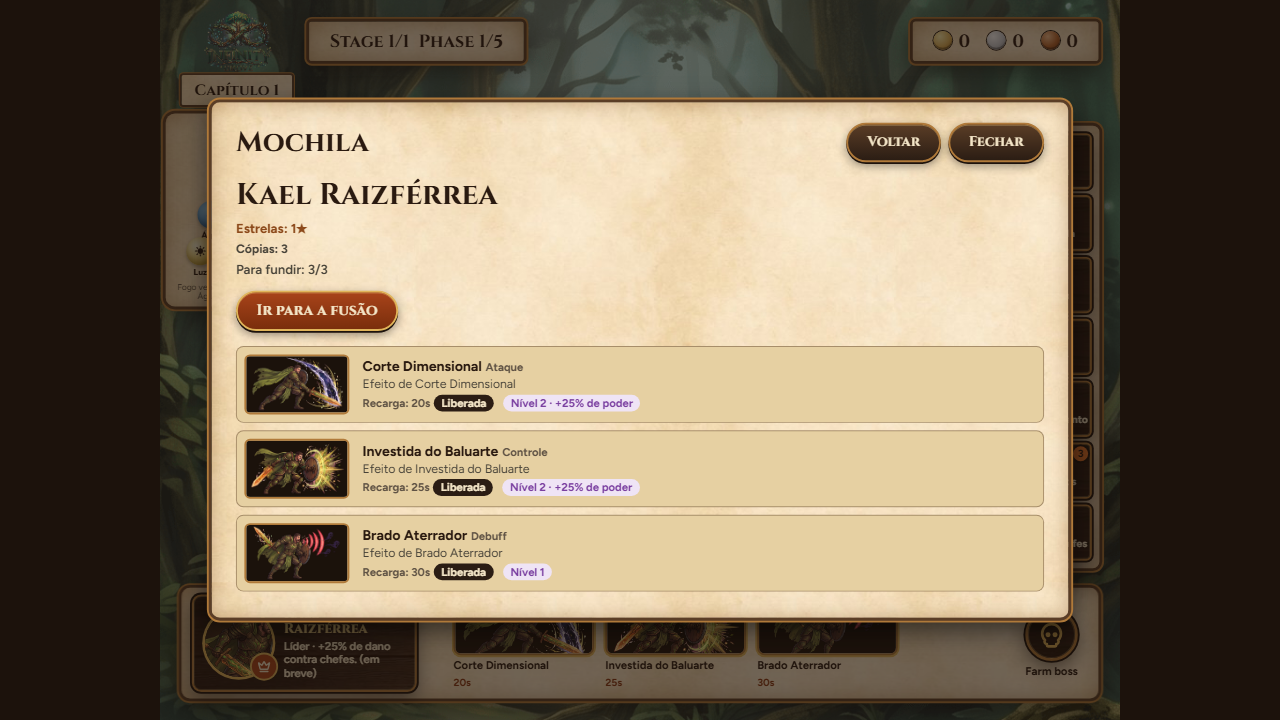 Stage 1/1 Phase 1/5
0 0 0
Capítulo 1
Mochila
Voltar
Fechar
Kael Raizférrea
Estrelas: 1★
Cópias: 3
Para fundir: 3/3
Ir para a fusão
Corte Dimensional Ataque
Efeito de Corte Dimensional
Recarga: 20s Liberada Nível 2 · +25% de poder
Investida do Baluarte Controle
Efeito de Investida do Baluarte
Recarga: 25s Liberada Nível 2 · +25% de poder
Brado Aterrador Debuff
Efeito de Brado Aterrador
Recarga: 30s Liberada Nível 1
3
Raizférrea
Líder · +25% de dano
contra chefes. (em
breve)
Corte Dimensional
20s
Investida do Baluarte
25s
Brado Aterrador
30s
Farm boss